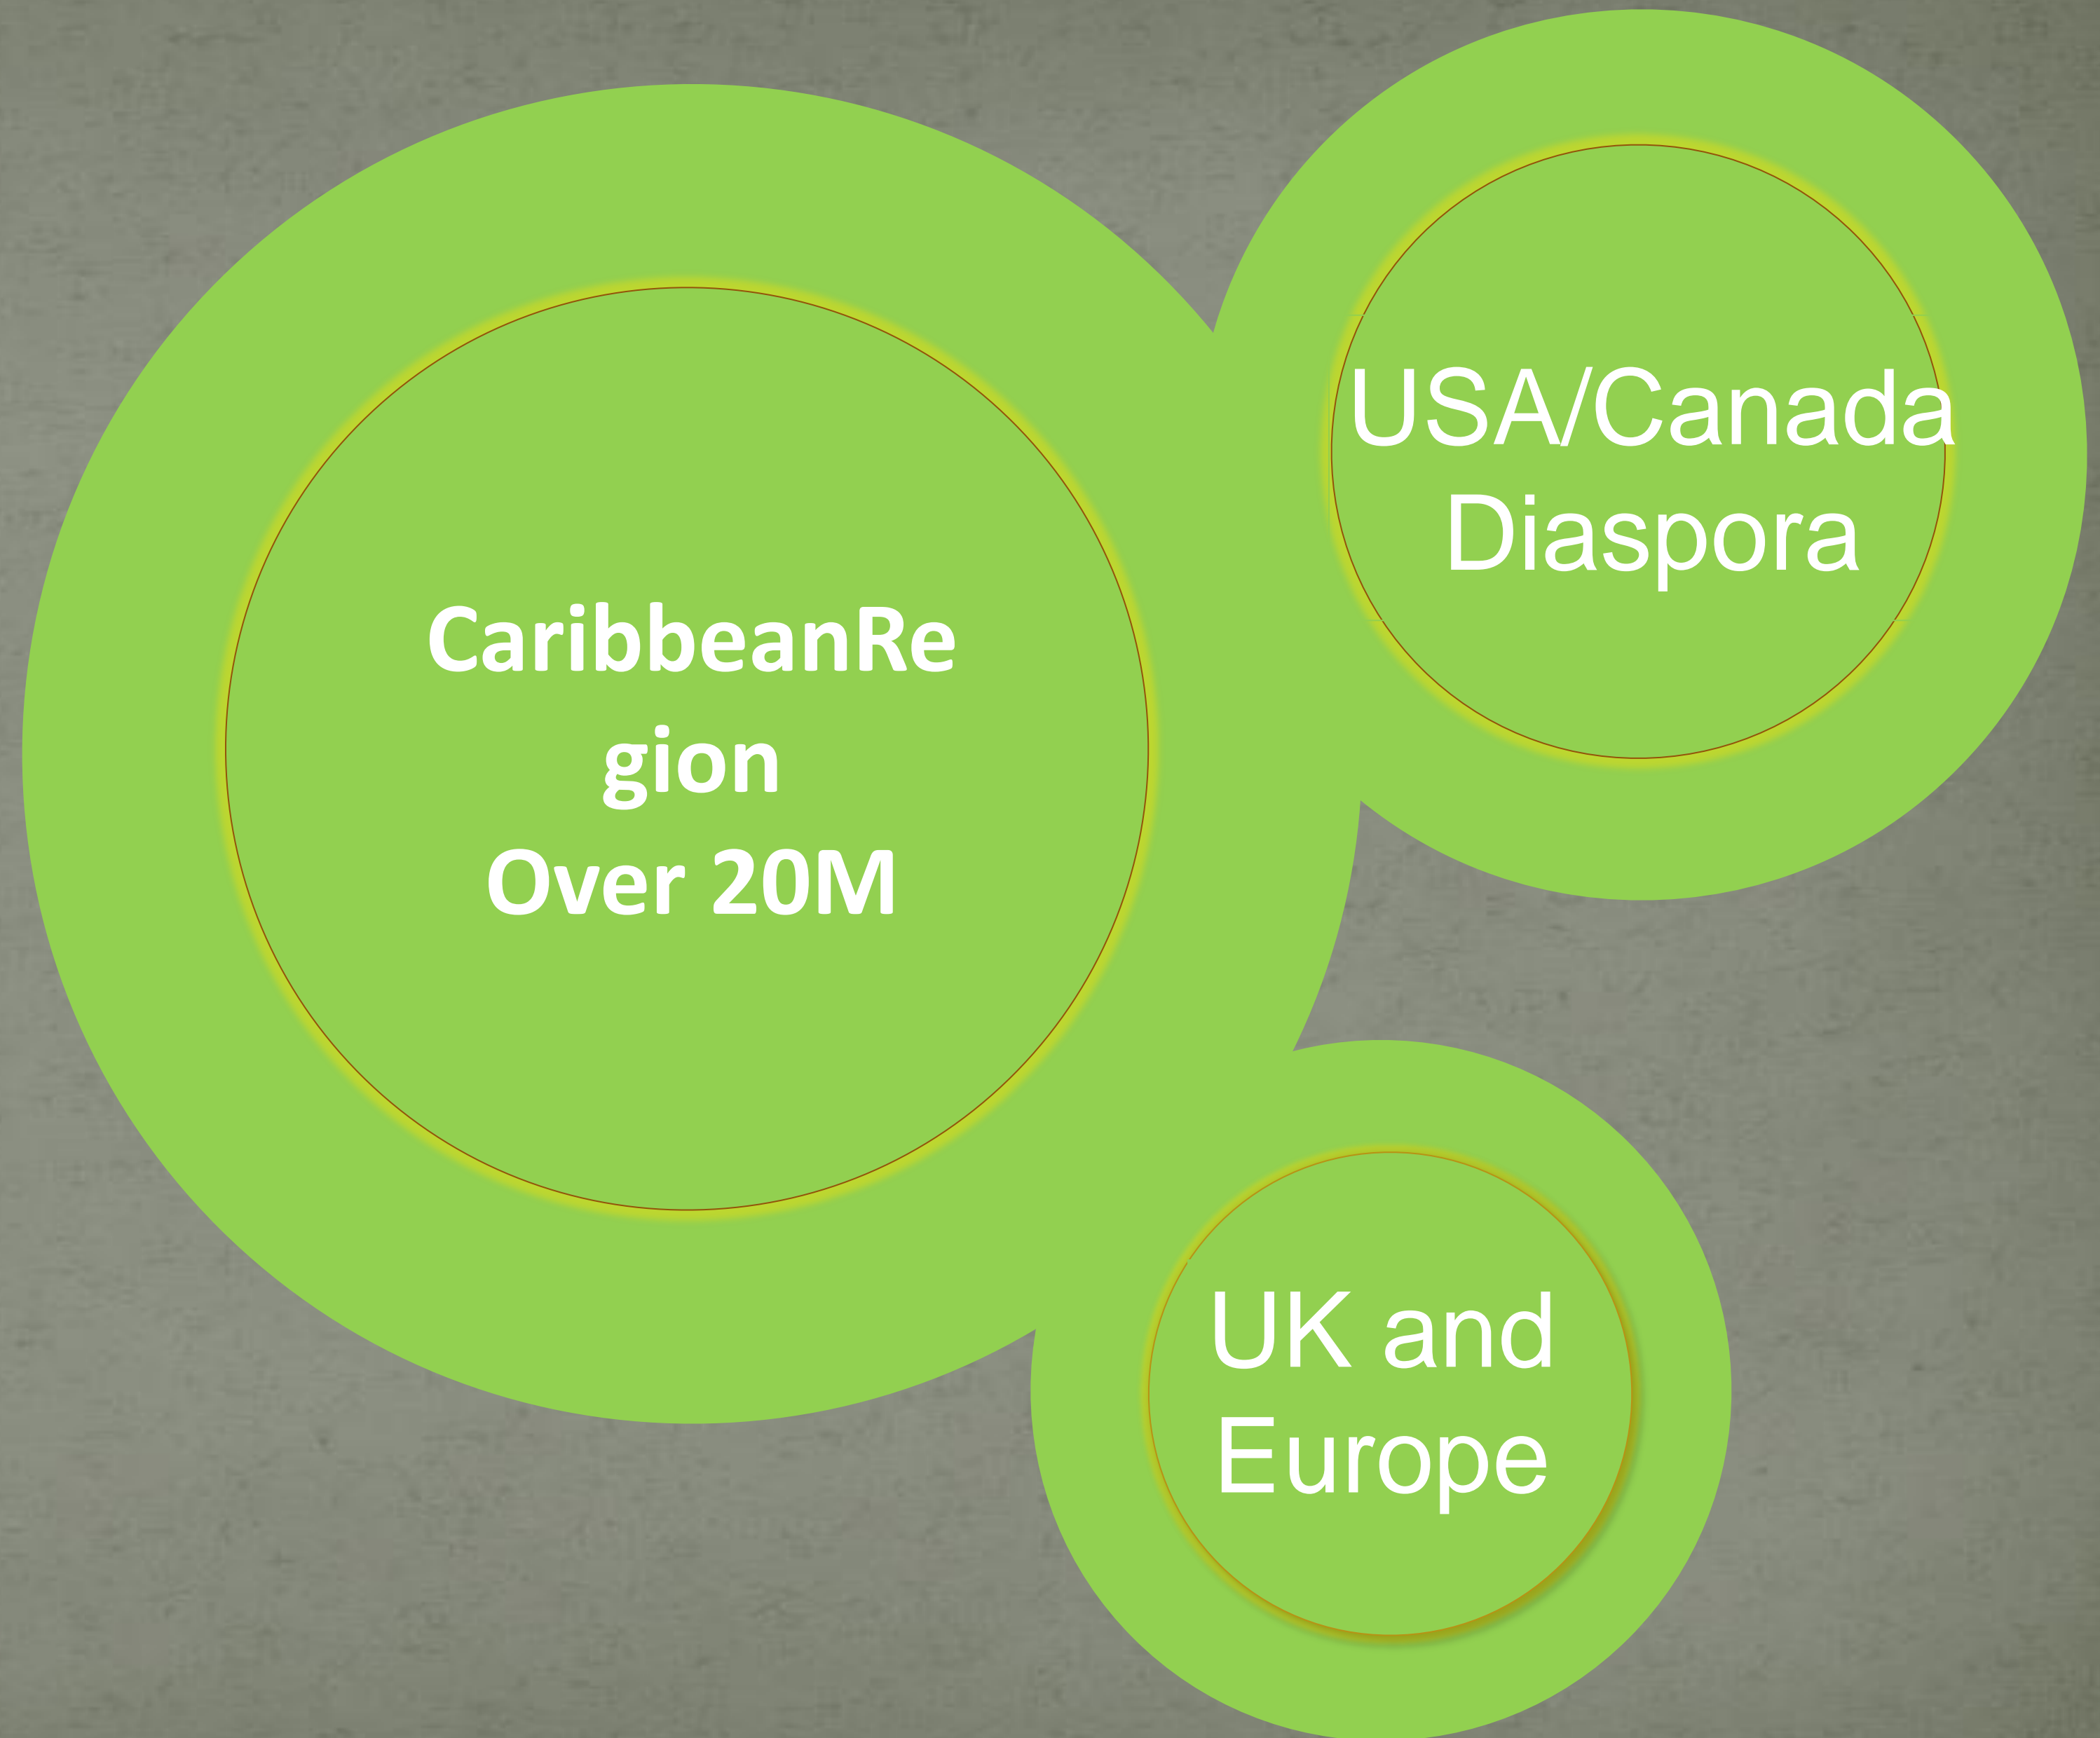 CaribbeanRe
gion
Over 20M
USA/Canada
Diaspora
UK and
Europe